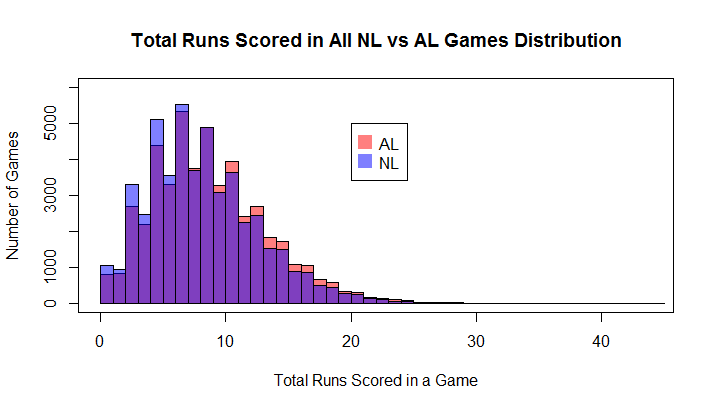 Total Runs Scored in All NL vs AL Games Distribution
Number of Games
5000
3000
1000
0
AL
NL
0 10 20 30 40
Total Runs Scored in a Game